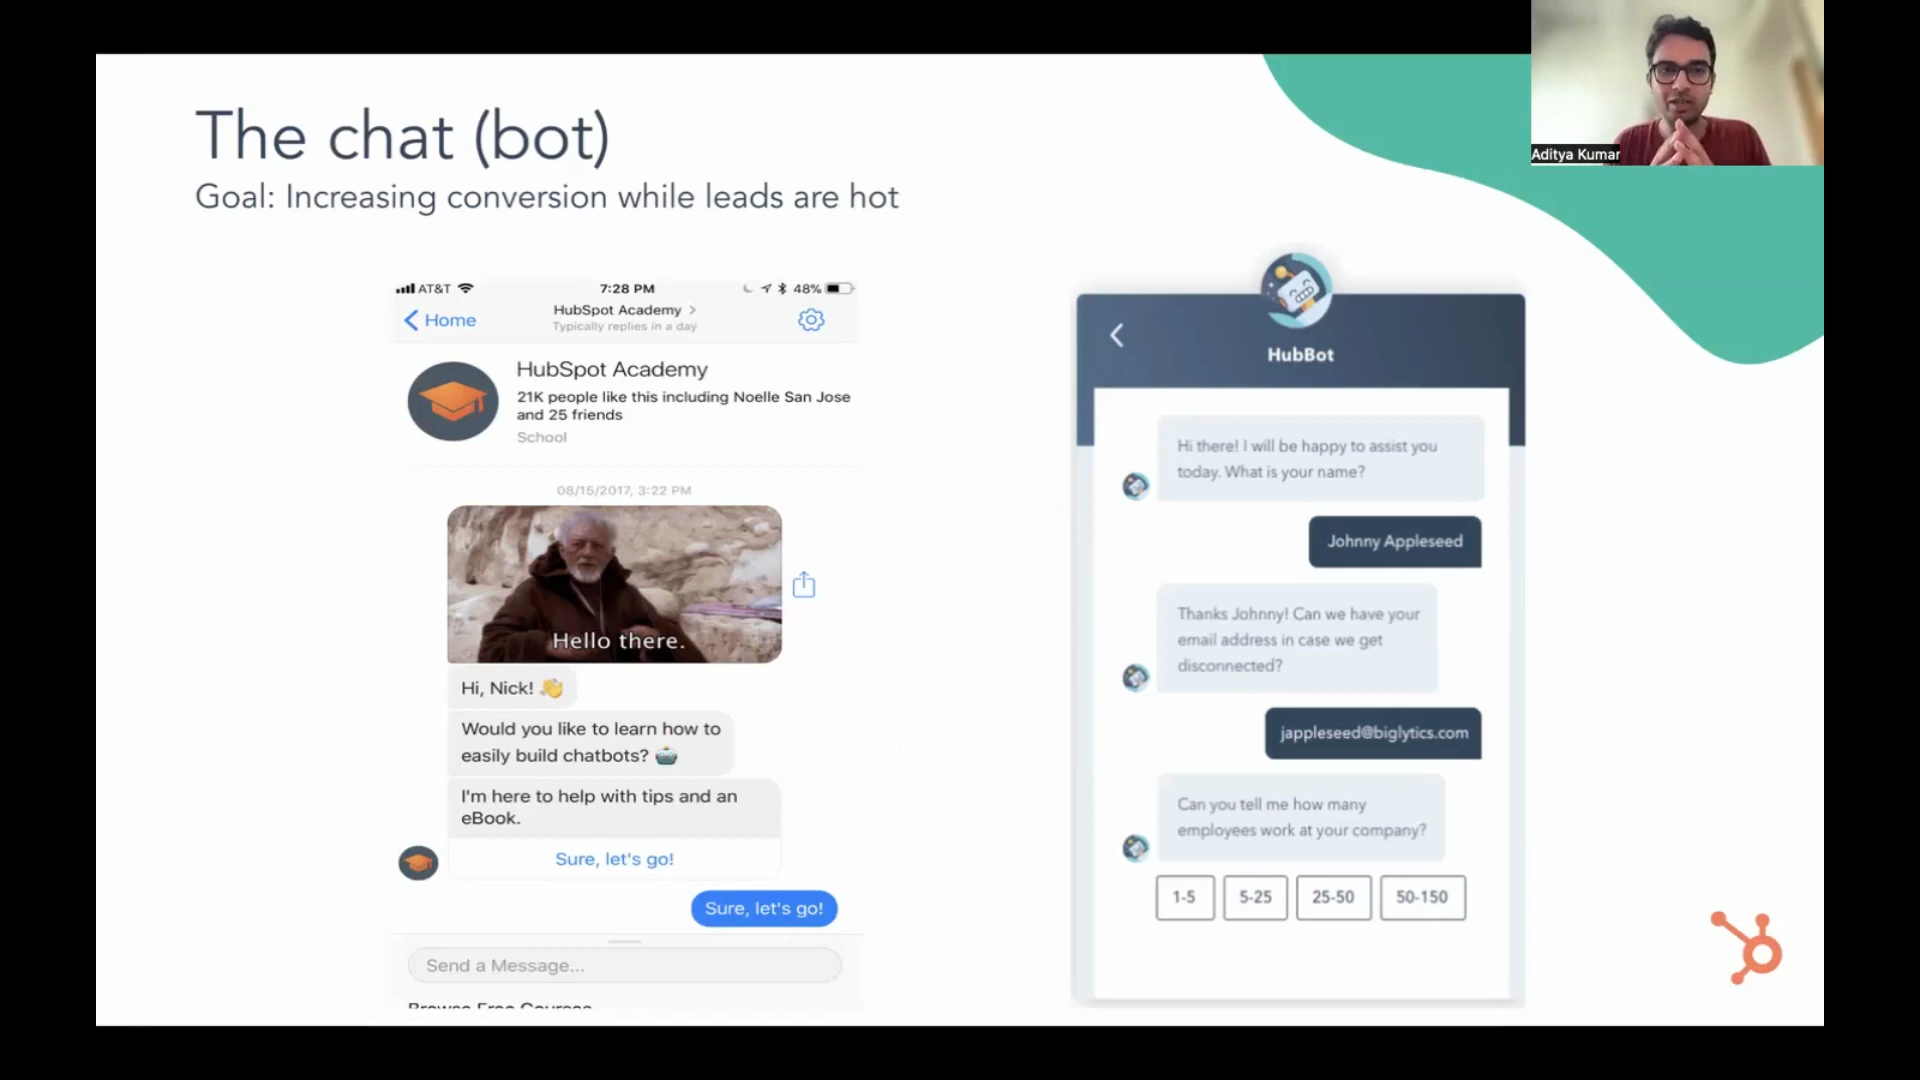 The chat (bot)
Goal: Increasing conversion while leads are hot
Aditya Kumar
AT&T
7:28 PM
48%
Home
HubSpot Academy >
Typically replies in a day
HubSpot Academy
21K people like this including Noelle San Jose
and 25 friends
School
08/15/2017, 3:22 PM
Hello there.
Hi, Nick! 👋
Would you like to learn how to
easily build chatbots? 🤖
I'm here to help with tips and an
eBook.
Sure, let's go!
Sure, let's go!
Send a Message...
Browse Free Courses
HubBot
Hi there! I will be happy to assist you
today. What is your name?
Johnny Appleseed
Thanks Johnny! Can we have your
email address in case we get
disconnected?
jappleseed@biglytics.com
Can you tell me how many
employees work at your company?
1-5
5-25
25-50
50-150